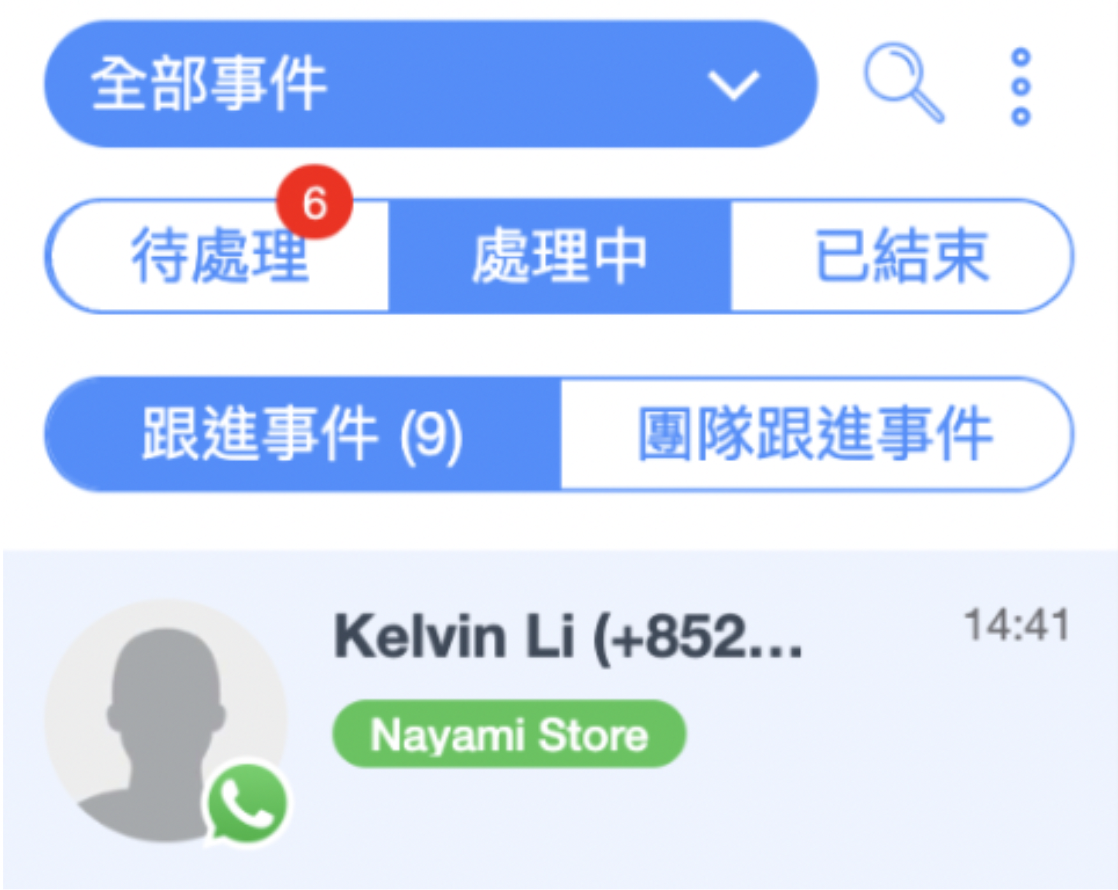 全部事件
6
待處理 處理中 已結束
跟進事件 (9) 團隊跟進事件
Kelvin Li (+852... 14:41
Nayami Store